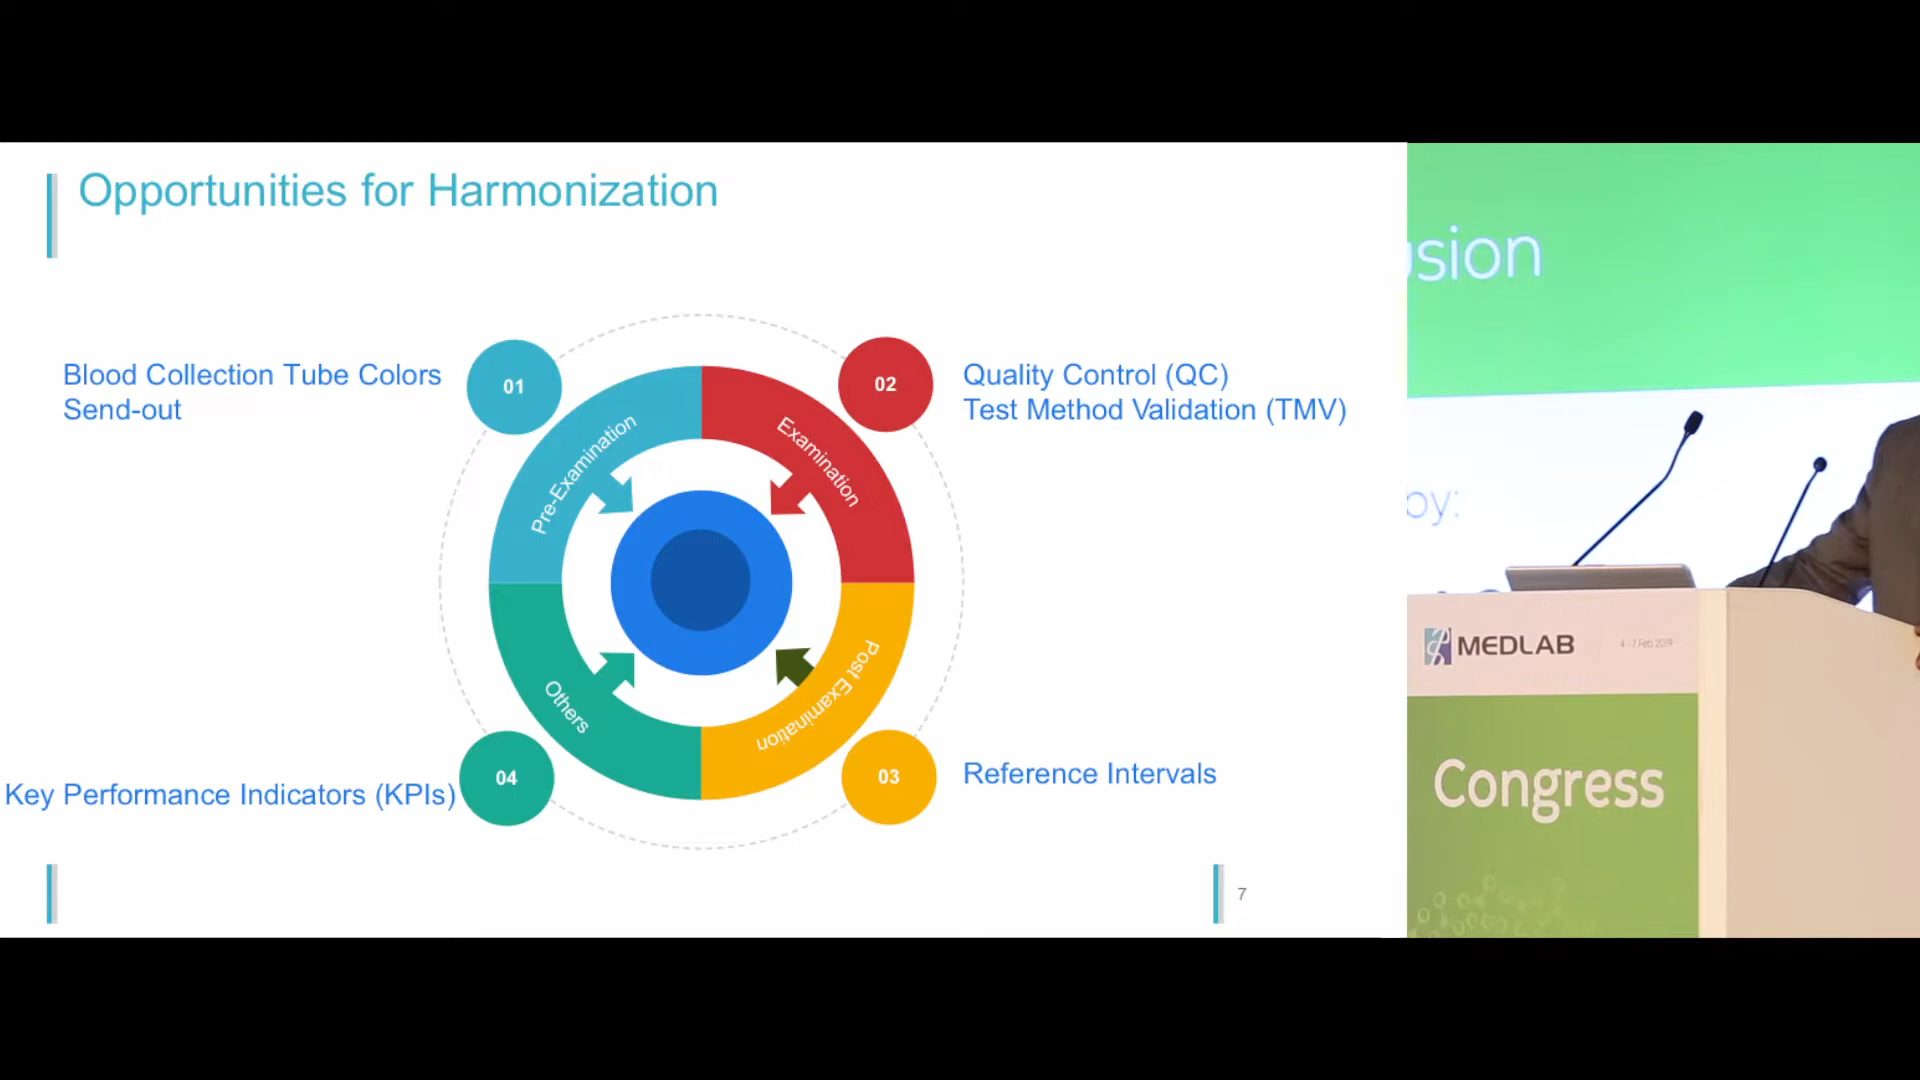 Opportunities for Harmonization
Blood Collection Tube Colors
Send-out
01
02
Quality Control (QC)
Test Method Validation (TMV)
Pre-Examination
Examination
Others
Post Examination
Key Performance Indicators (KPIs)
04
03
Reference Intervals
7
by:
MEDLAB
4 - 7 Feb 2019
Congress